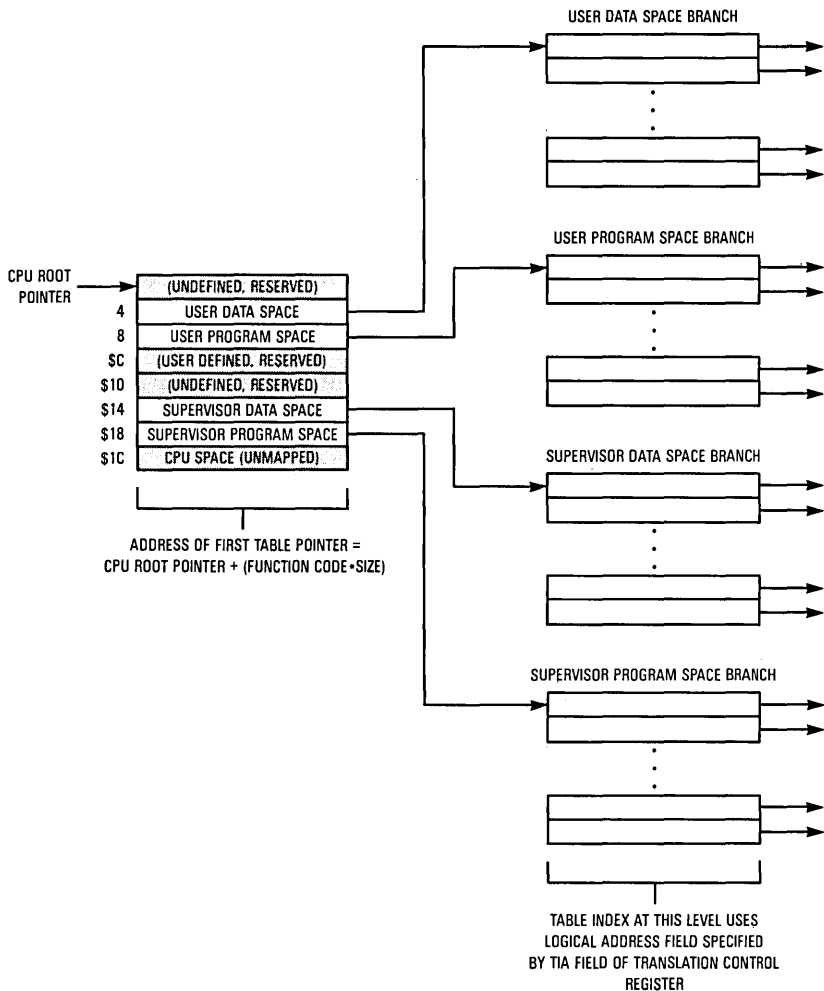 USER DATA SPACE BRANCH
USER PROGRAM SPACE BRANCH
CPU ROOT
POINTER
(UNDEFINED, RESERVED)
4 USER DATA SPACE
8 USER PROGRAM SPACE
$C (USER DEFINED, RESERVED)
$10 (UNDEFINED, RESERVED)
$14 SUPERVISOR DATA SPACE
$18 SUPERVISOR PROGRAM SPACE
$1C CPU SPACE (UNMAPPED)
ADDRESS OF FIRST TABLE POINTER =
CPU ROOT POINTER + (FUNCTION CODE•SIZE)
SUPERVISOR DATA SPACE BRANCH
SUPERVISOR PROGRAM SPACE BRANCH
TABLE INDEX AT THIS LEVEL USES
LOGICAL ADDRESS FIELD SPECIFIED
BY TIA FIELD OF TRANSLATION CONTROL
REGISTER